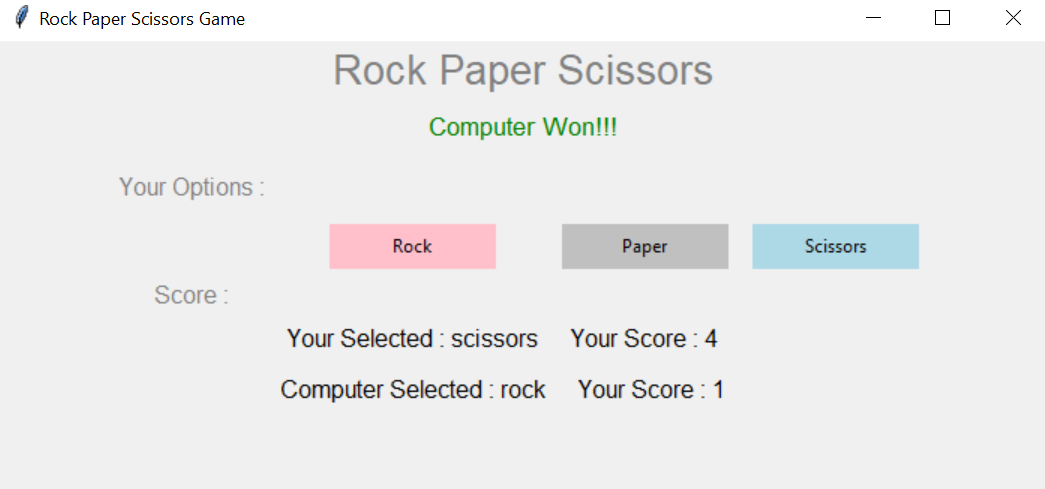 Rock Paper Scissors Game
Rock Paper Scissors
Computer Won!!!
Your Options :
Rock Paper Scissors
Score :
Your Selected : scissors Your Score : 4
Computer Selected : rock Your Score : 1